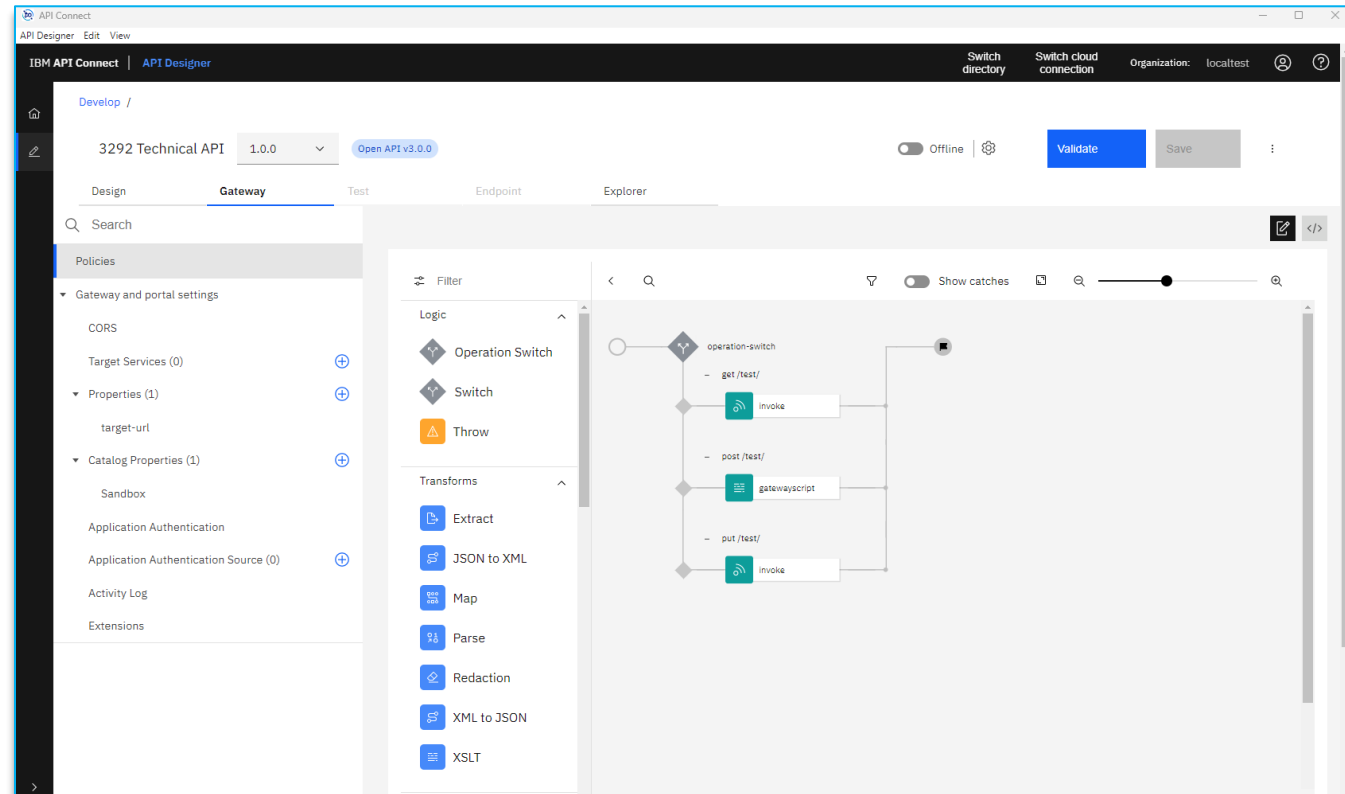 API Connect
API Designer Edit View
IBM API Connect | API Designer
Switch directory
Switch cloud connection
Organization: localtest
Develop /
3292 Technical API 1.0.0 Open API v3.0.0 Offline Validate Save
Design Gateway Test Endpoint Explorer
Search
Policies
Gateway and portal settings
CORS
Target Services (0)
Properties (1)
target-url
Catalog Properties (1)
Sandbox
Application Authentication
Application Authentication Source (0)
Activity Log
Extensions
Filter
Logic
Operation Switch
Switch
Throw
Transforms
Extract
JSON to XML
Map
Parse
Redaction
XML to JSON
XSLT
Show catches
operation-switch
get /test/
invoke
post /test/
gatewayscript
put /test/
invoke